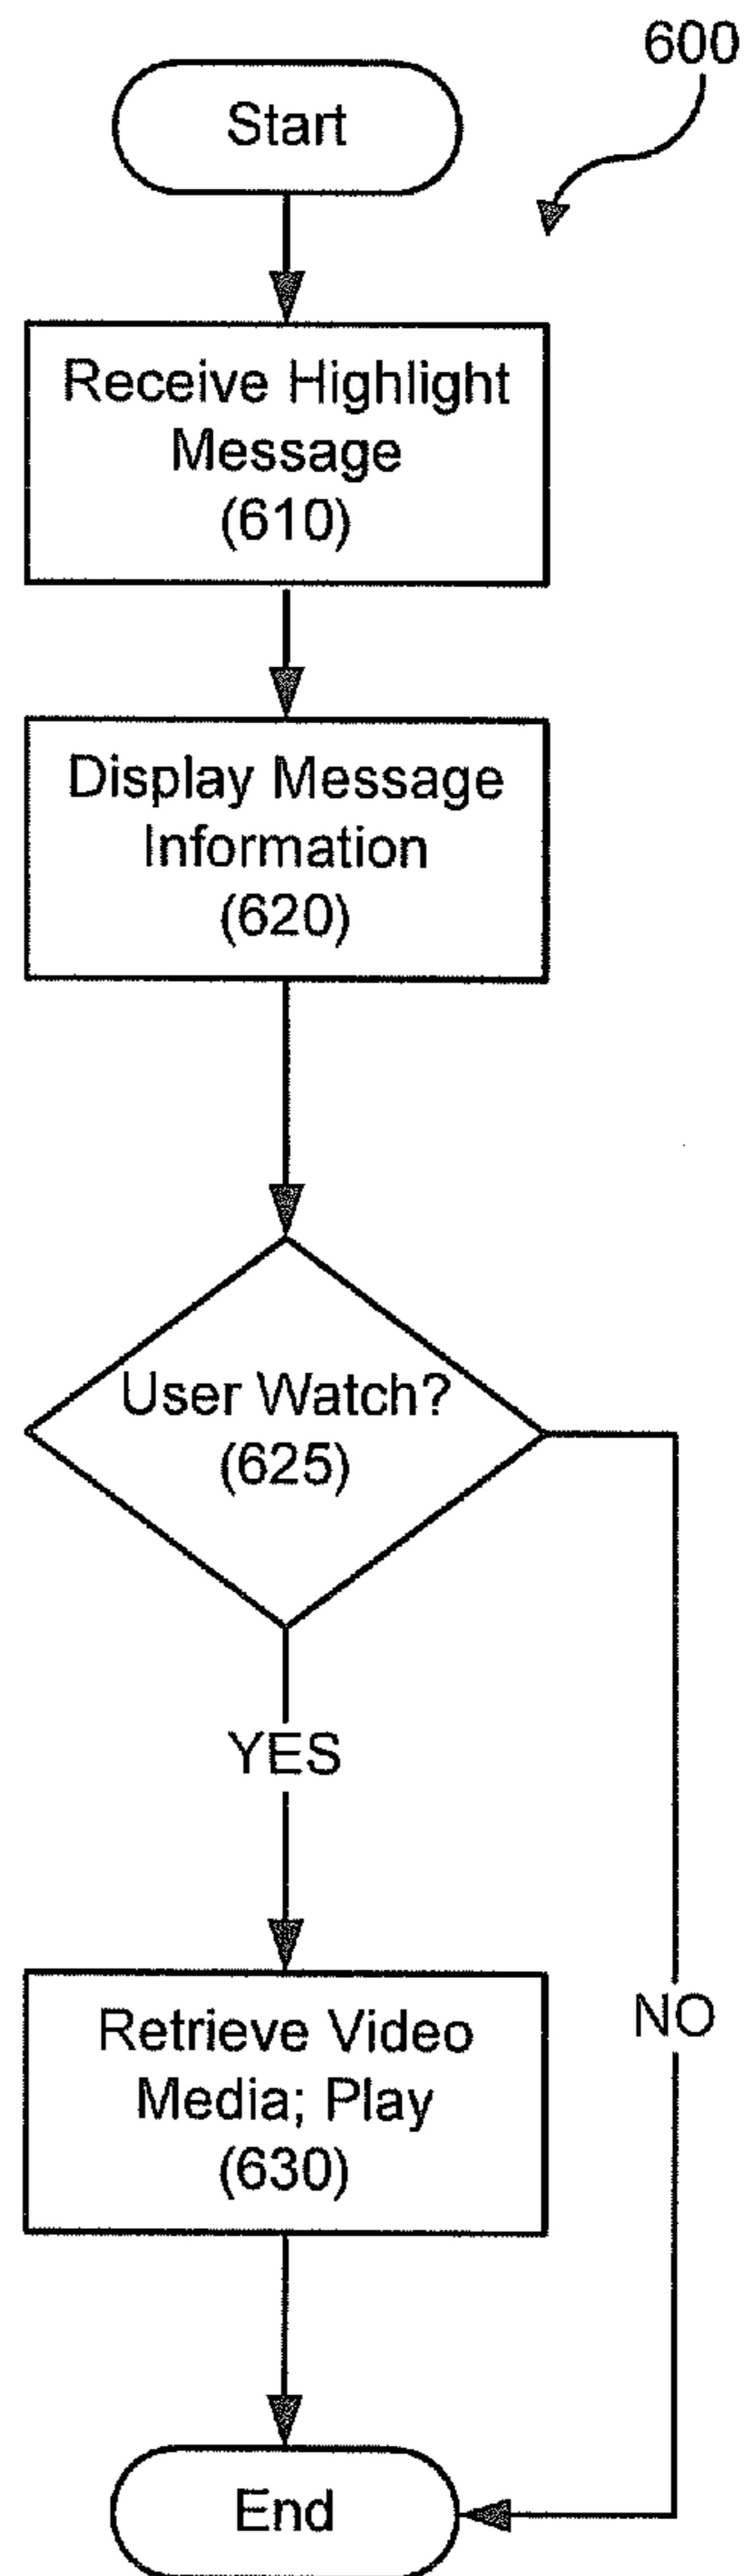 600
Start
Receive Highlight
Message
(610)
Display Message
Information
(620)
User Watch?
(625)
YES
NO
Retrieve Video
Media; Play
(630)
End